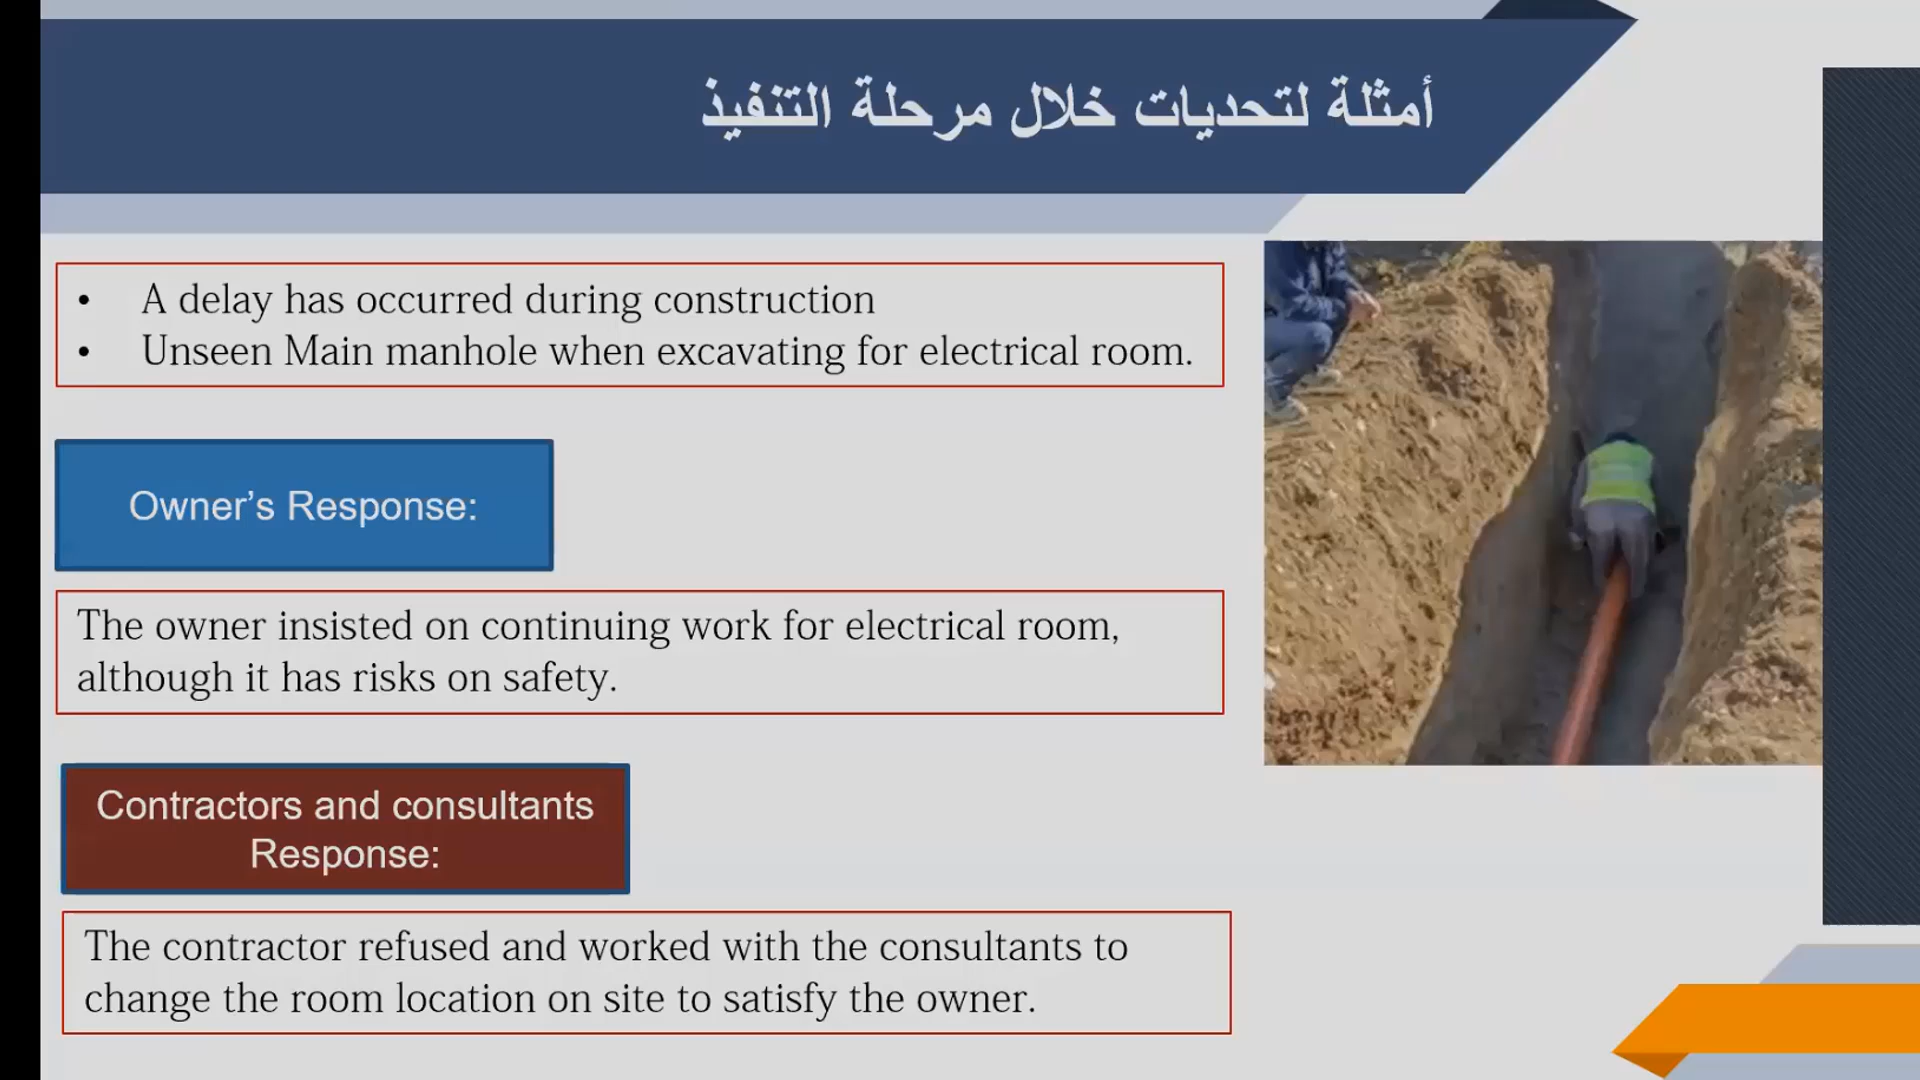 أمثلة لتحديات خلال مرحلة التنفيذ
• A delay has occurred during construction
• Unseen Main manhole when excavating for electrical room.
Owner’s Response:
The owner insisted on continuing work for electrical room,
although it has risks on safety.
Contractors and consultants
Response:
The contractor refused and worked with the consultants to
change the room location on site to satisfy the owner.